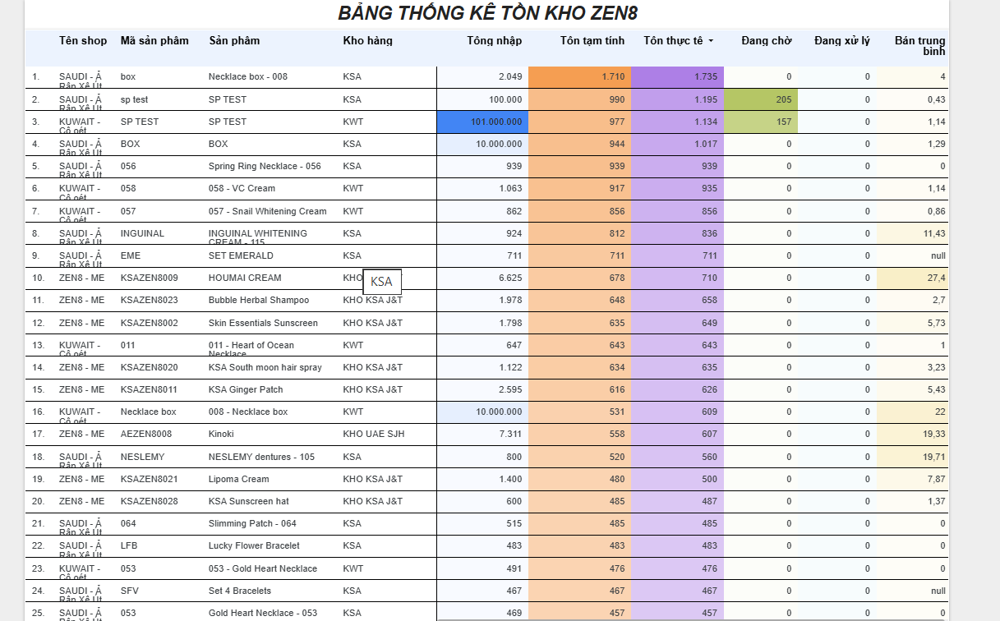 BẢNG THỐNG KÊ TỒN KHO ZEN8
Tên shop Mã sản phẩm Sản phẩm Kho hàng Tổng nhập Tồn tạm tính Tồn thực tế Đang chờ Đang xử lý Bán trung
bình
1. SAUDI - Ả box Necklace box - 008 KSA 2.049 1.710 1.735 0 0 4
Rập Xê Út
2. SAUDI - Ả sp test SP TEST KSA 100.000 990 1.195 205 0 0,43
Rập Xê Út
3. KUWAIT - SP TEST SP TEST KWT 101.000.000 977 1.134 157 0 1,14
Cô oét
4. SAUDI - Ả BOX BOX KSA 10.000.000 944 1.017 0 0 1,29
Rập Xê Út
5. SAUDI - Ả 056 Spring Ring Necklace - 056 KSA 939 939 939 0 0 0
Rập Xê Út
6. KUWAIT - 058 058 - VC Cream KWT 1.063 917 935 0 0 1,14
Cô oét
7. KUWAIT - 057 057 - Snail Whitening Cream KWT 862 856 856 0 0 0,86
Cô oét
8. SAUDI - Ả INGUINAL INGUINAL WHITENING KSA 924 812 836 0 0 11,43
Rập Xê Út CREAM - 115
9. SAUDI - Ả EME SET EMERALD KSA 711 711 711 0 0 null
Rập Xê Út
10. ZEN8 - ME KSAZEN8009 HOUMAI CREAM KHO KSA 6.625 678 710 0 0 27,4
11. ZEN8 - ME KSAZEN8023 Bubble Herbal Shampoo KHO KSA J&T 1.978 648 658 0 0 2,7
12. ZEN8 - ME KSAZEN8002 Skin Essentials Sunscreen KHO KSA J&T 1.798 635 649 0 0 5,73
13. KUWAIT - 011 011 - Heart of Ocean KWT 647 643 643 0 0 1
Cô oét Necklace
14. ZEN8 - ME KSAZEN8020 KSA South moon hair spray KHO KSA J&T 1.122 634 635 0 0 3,23
15. ZEN8 - ME KSAZEN8011 KSA Ginger Patch KHO KSA J&T 2.595 616 626 0 0 5,43
16. KUWAIT - Necklace box 008 - Necklace box KWT 10.000.000 531 609 0 0 22
Cô oét
17. ZEN8 - ME AEZEN8008 Kinoki KHO UAE SJH 7.311 558 607 0 0 19,33
18. SAUDI - Ả NESLEMY NESLEMY dentures - 105 KSA 800 520 560 0 0 19,71
Rập Xê Út
19. ZEN8 - ME KSAZEN8021 Lipoma Cream KHO KSA J&T 1.400 480 500 0 0 7,87
20. ZEN8 - ME KSAZEN8028 KSA Sunscreen hat KHO KSA J&T 600 485 487 0 0 1,37
21. SAUDI - Ả 064 Slimming Patch - 064 KSA 515 485 485 0 0 0
Rập Xê Út
22. SAUDI - Ả LFB Lucky Flower Bracelet KSA 483 483 483 0 0 0
Rập Xê Út
23. KUWAIT - 053 053 - Gold Heart Necklace KWT 491 476 476 0 0 0
Cô oét
24. SAUDI - Ả SFV Set 4 Bracelets KSA 467 467 467 0 0 null
Rập Xê Út
25. SAUDI - Ả 053 Gold Heart Necklace - 053 KSA 469 457 457 0 0 0